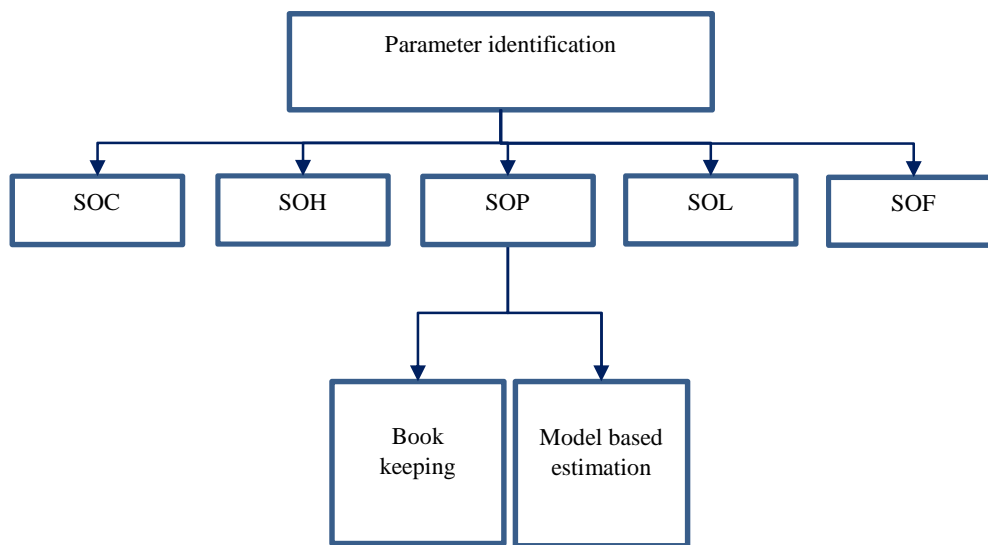 Parameter identification
SOC
SOH
SOP
SOL
SOF
Book
keeping
Model based
estimation